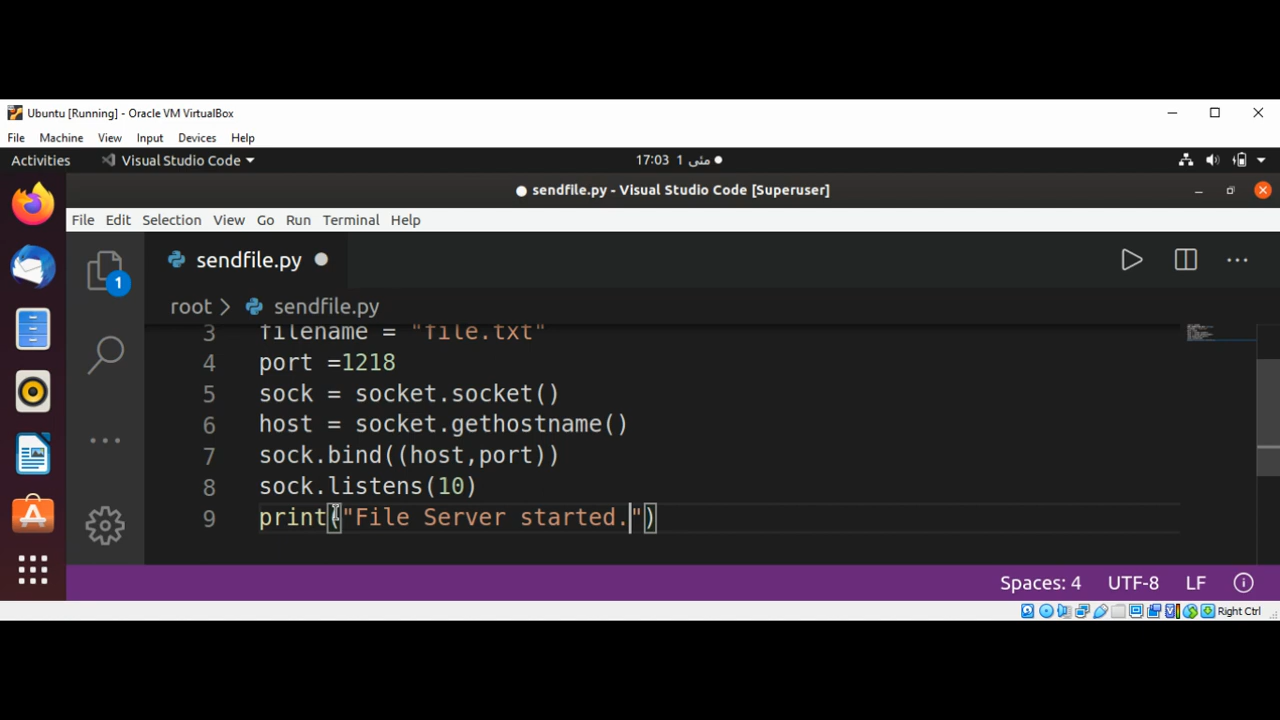 Ubuntu [Running] - Oracle VM VirtualBox
File Machine View Input Devices Help
Activities Visual Studio Code 17:03 1 مئی
sendfile.py - Visual Studio Code [Superuser]
File Edit Selection View Go Run Terminal Help
sendfile.py
1
root > sendfile.py
3 filename = "file.txt"
4 port =1218
5 sock = socket.socket()
6 host = socket.gethostname()
7 sock.bind((host,port))
8 sock.listens(10)
9 print("File Server started.")
Spaces: 4 UTF-8 LF
Right Ctrl